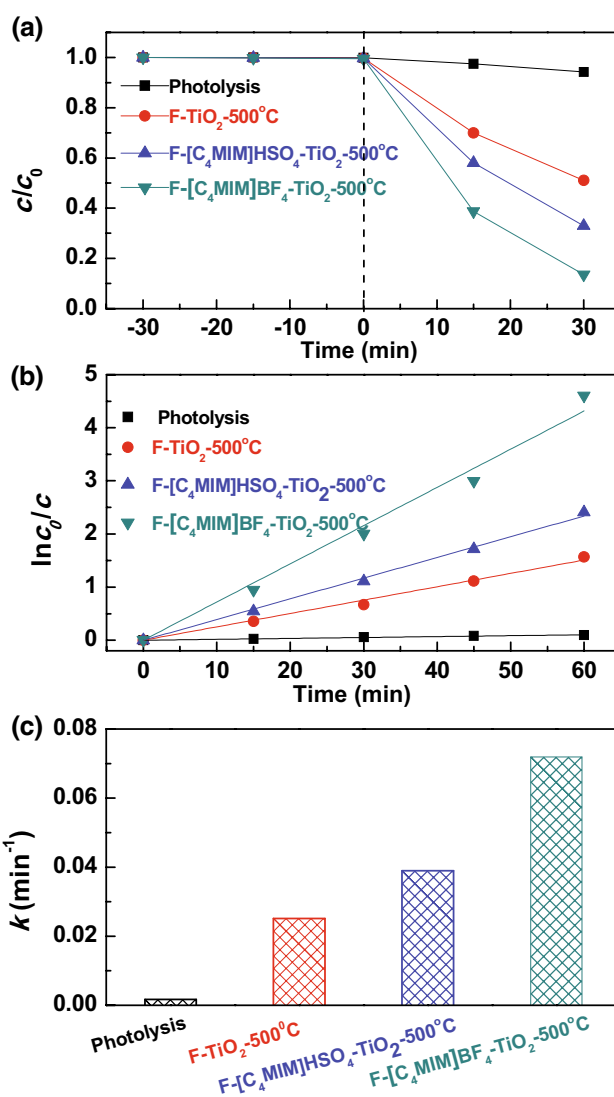 (a)
1.0
0.8
0.6
0.4
0.2
0.0
c/c₀
Photolysis
F-TiO₂-500°C
F-[C₄MIM]HSO₄-TiO₂-500°C
F-[C₄MIM]BF₄-TiO₂-500°C
-30 -20 -10 0 10 20 30
Time (min)
(b)
5
4
3
2
1
0
lnc₀/c
Photolysis
F-TiO₂-500°C
F-[C₄MIM]HSO₄-TiO₂-500°C
F-[C₄MIM]BF₄-TiO₂-500°C
0 10 20 30 40 50 60
Time (min)
(c)
0.08
0.06
0.04
0.02
0.00
k (min⁻¹)
Photolysis
F-TiO₂-500⁰C
F-[C₄MIM]HSO₄-TiO₂-500°C
F-[C₄MIM]BF₄-TiO₂-500°C